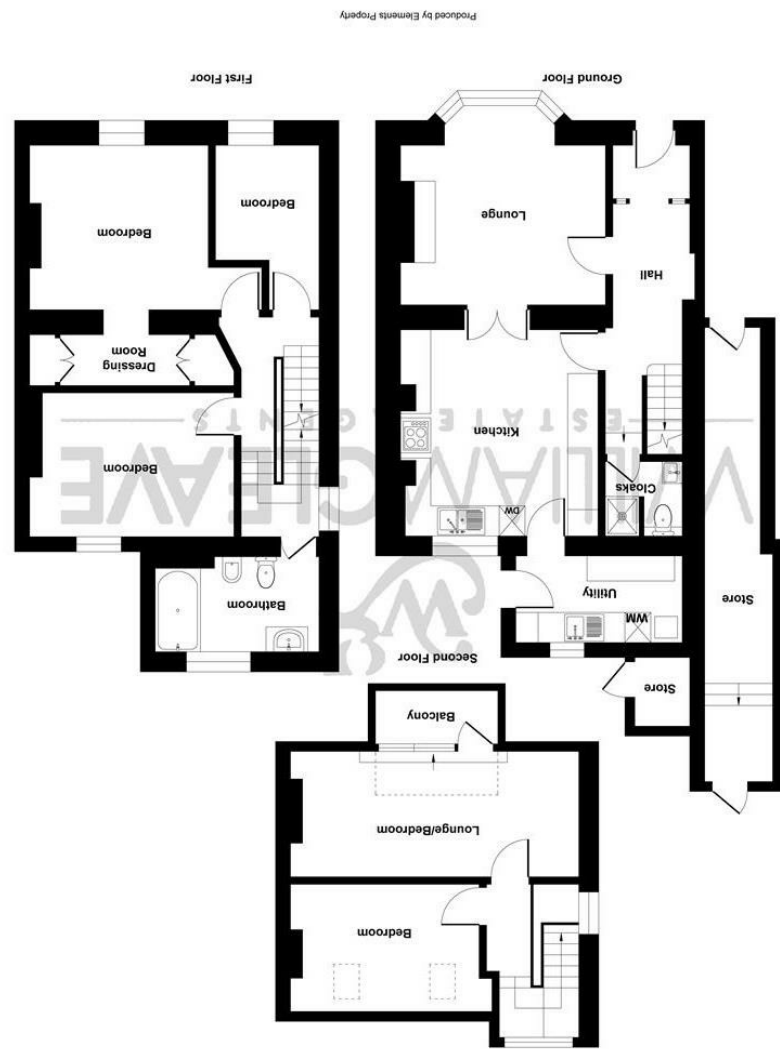 Bedroom
Lounge/Bedroom
Balcony
Second Floor
Store
Store
WM
Utility
Bathroom
DW
Cloaks
Kitchen
Bedroom
WILLIAM GLEAVE
ESTATE AGENTS
Dressing
Room
Hall
Lounge
Bedroom
Bedroom
Ground Floor
First Floor
Produced by Elements Property